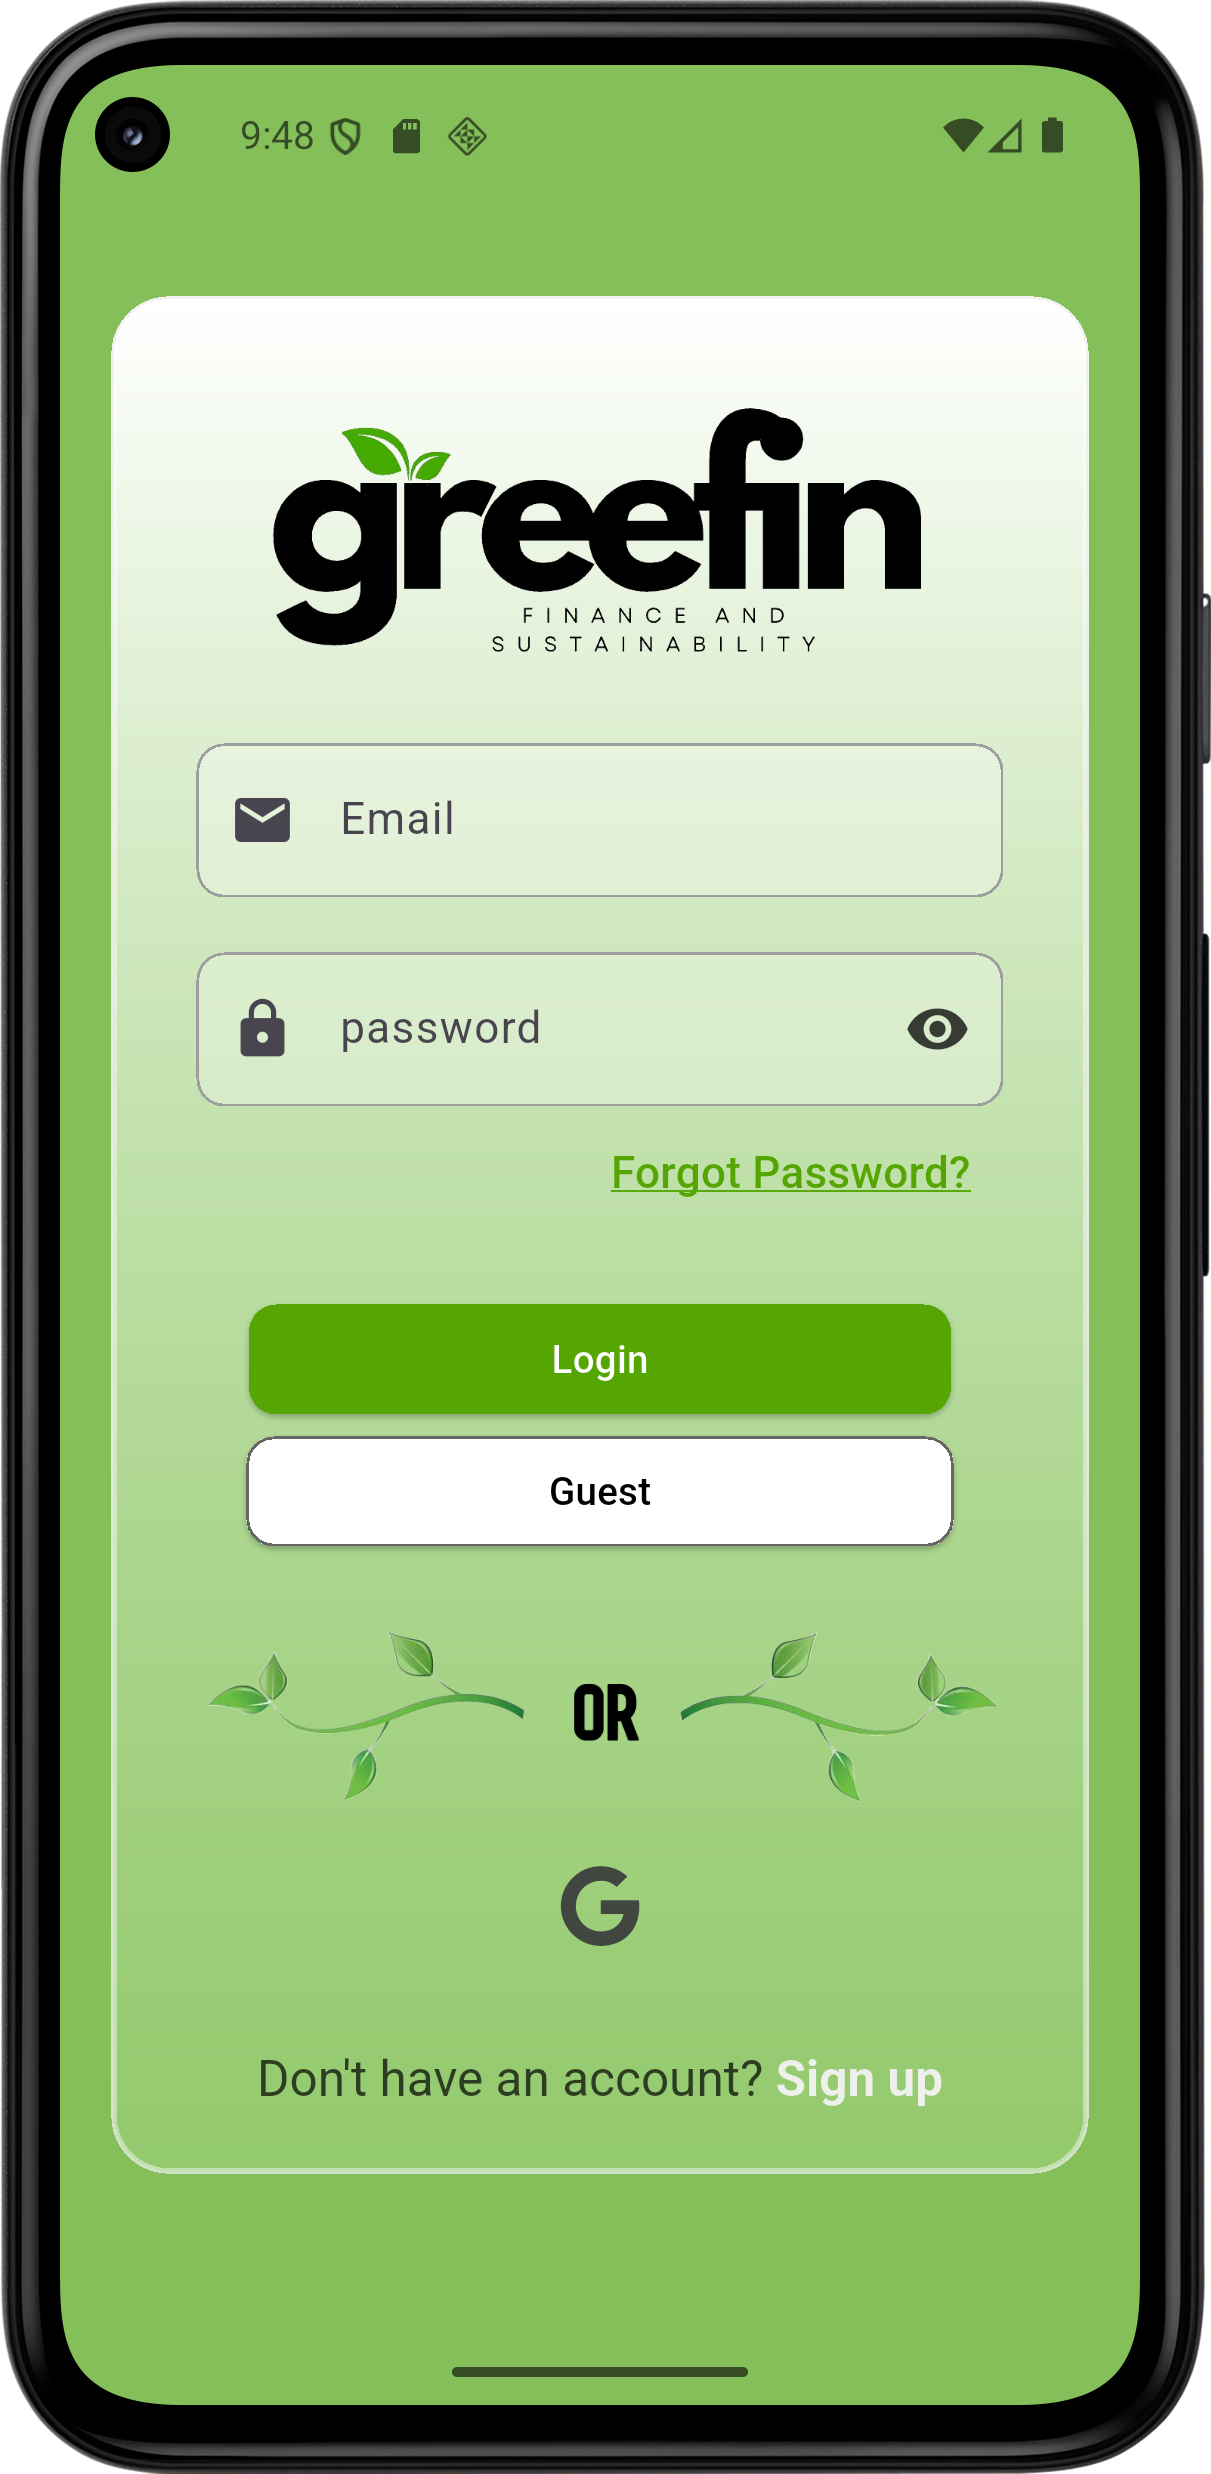 9:48
greefin
FINANCE AND
SUSTAINABILITY
Email
password
Forgot Password?
Login
Guest
OR
G
Don't have an account? Sign up